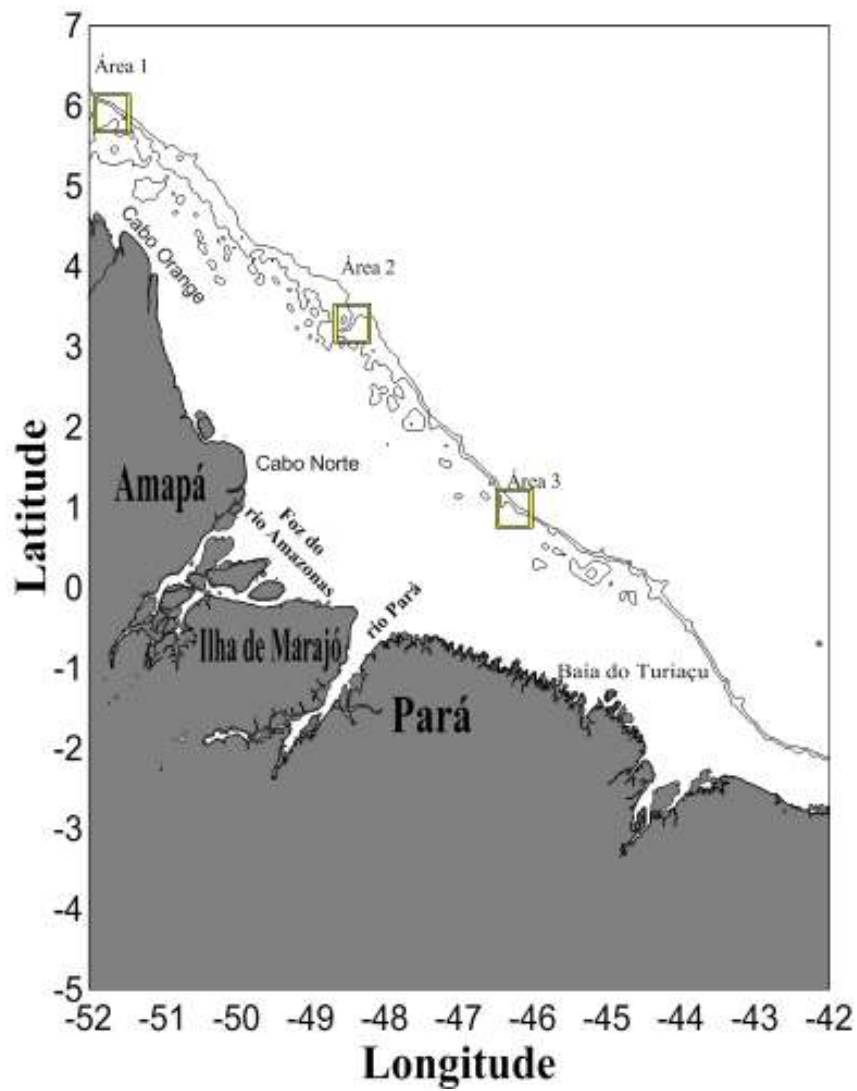 7
Área 1
6
5
Cabo Orange
4
Área 2
3
2
Latitude
Amapá
Cabo Norte
Área 3
1
Foz do
rio Amazonas
0
Ilha de Marajó
rio Pará
-1
Baia do Turiaçu
Pará
-2
-3
-4
-5
-52 -51 -50 -49 -48 -47 -46 -45 -44 -43 -42
Longitude